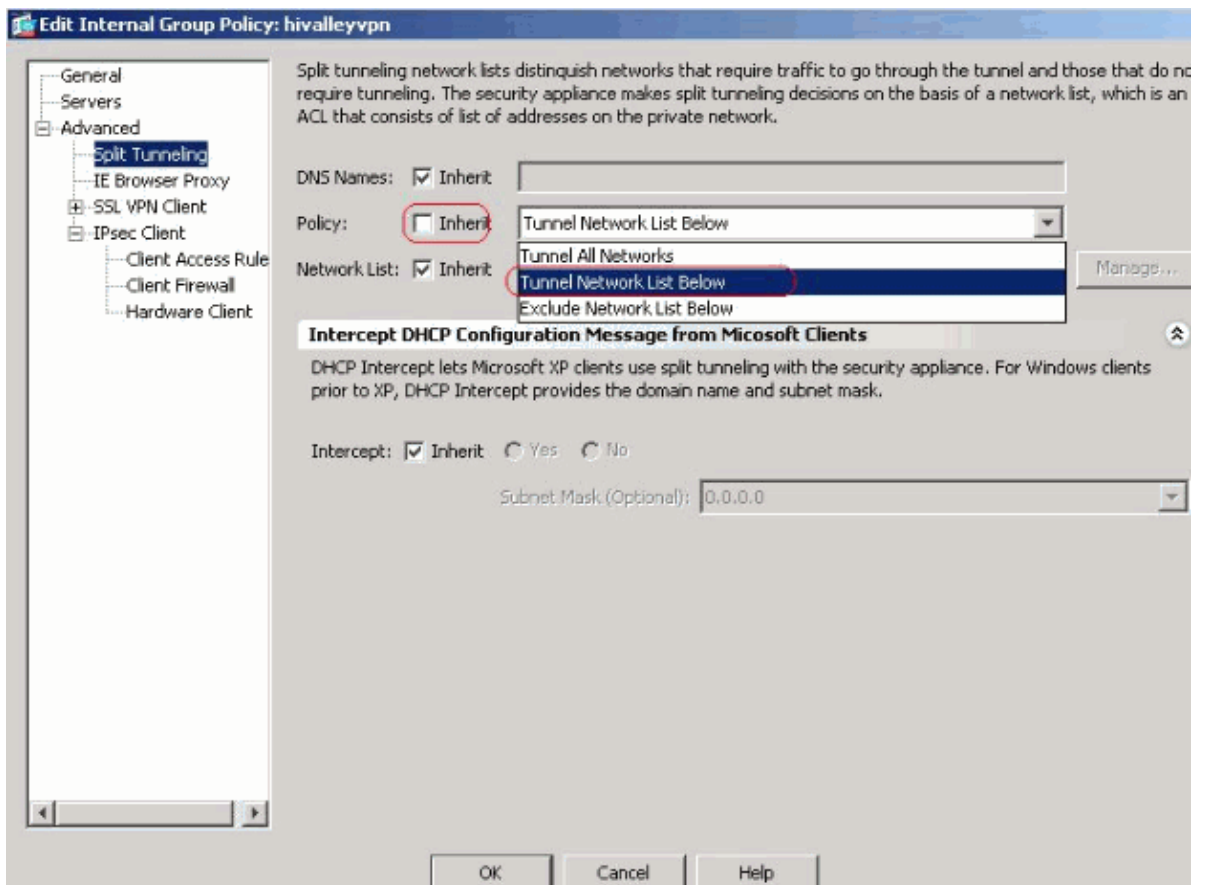 Edit Internal Group Policy: hivalleyvpn
General
Servers
Advanced
Split Tunneling
IE Browser Proxy
SSL VPN Client
IPsec Client
Client Access Rule
Client Firewall
Hardware Client
Split tunneling network lists distinguish networks that require traffic to go through the tunnel and those that do no
require tunneling. The security appliance makes split tunneling decisions on the basis of a network list, which is an
ACL that consists of list of addresses on the private network.
DNS Names: Inherit
Policy: Inherit Tunnel Network List Below
Tunnel All Networks
Network List: Inherit Tunnel Network List Below Manage...
Exclude Network List Below
Intercept DHCP Configuration Message from Micosoft Clients
DHCP Intercept lets Microsoft XP clients use split tunneling with the security appliance. For Windows clients
prior to XP, DHCP Intercept provides the domain name and subnet mask.
Intercept: Inherit Yes No
Subnet Mask (Optional): 0.0.0.0
OK Cancel Help